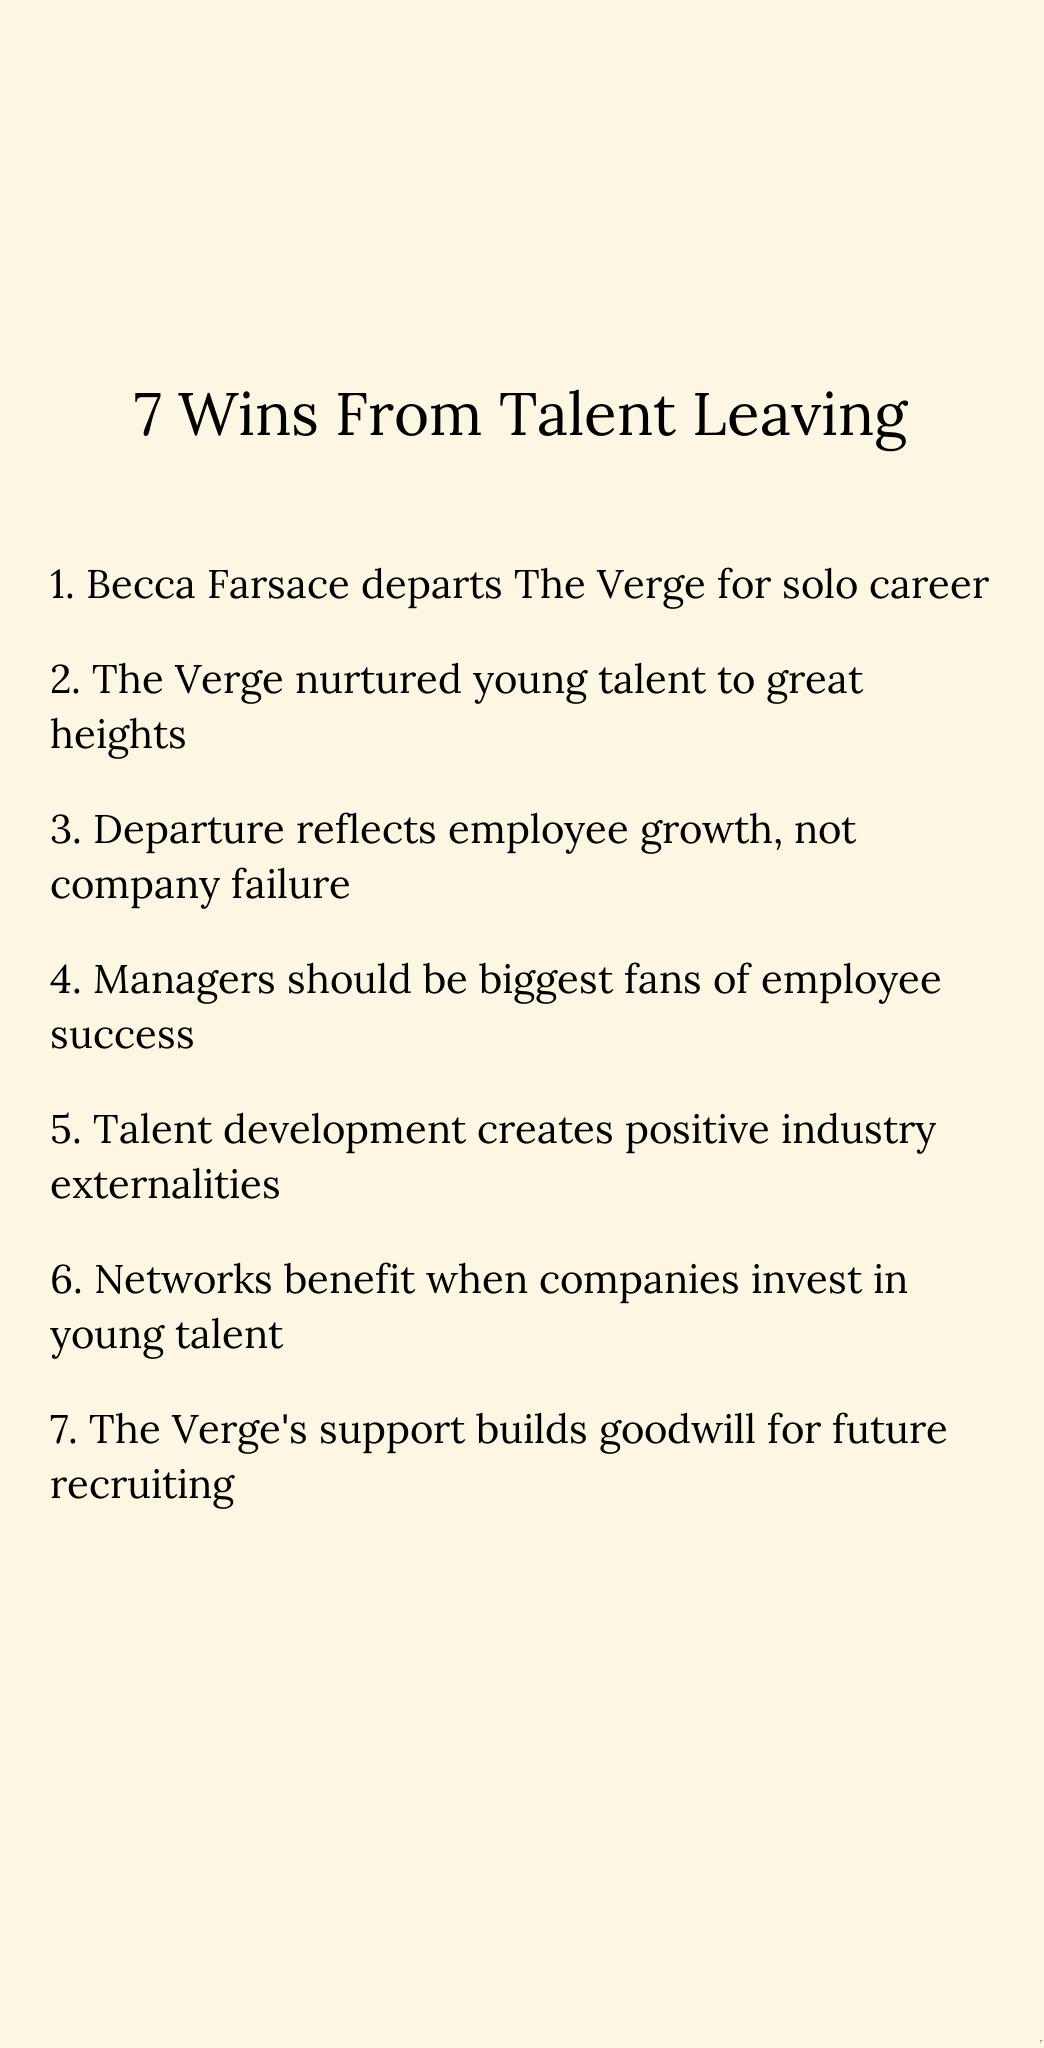 7 Wins From Talent Leaving
1. Becca Farsace departs The Verge for solo career
2. The Verge nurtured young talent to great
heights
3. Departure reflects employee growth, not
company failure
4. Managers should be biggest fans of employee
success
5. Talent development creates positive industry
externalities
6. Networks benefit when companies invest in
young talent
7. The Verge's support builds goodwill for future
recruiting